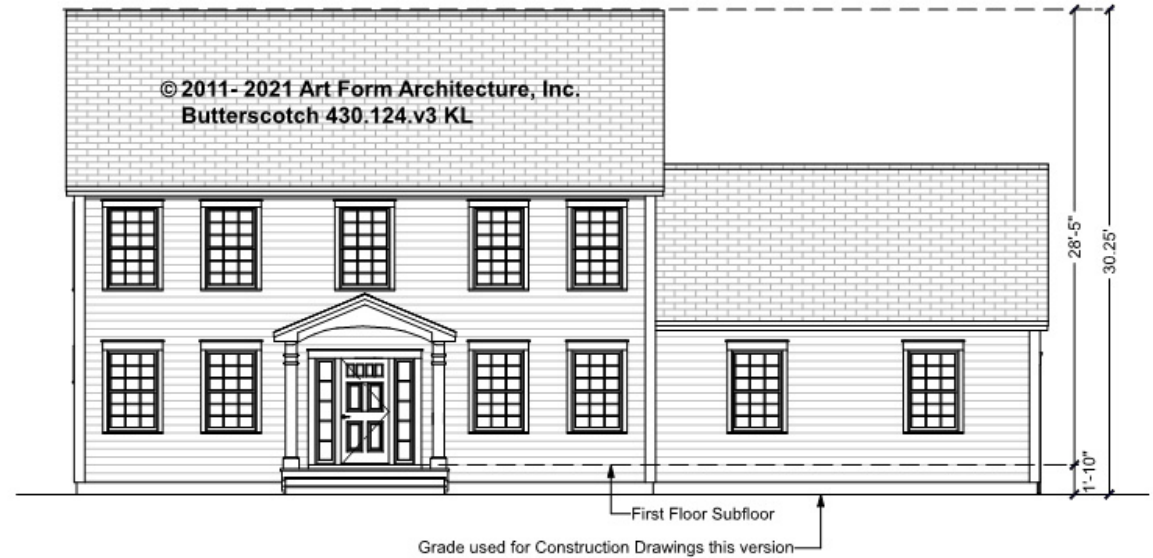 © 2011- 2021 Art Form Architecture, Inc.
Butterscotch 430.124.v3 KL
28'-5"
30.25'
1'-10"
First Floor Subfloor
Grade used for Construction Drawings this version